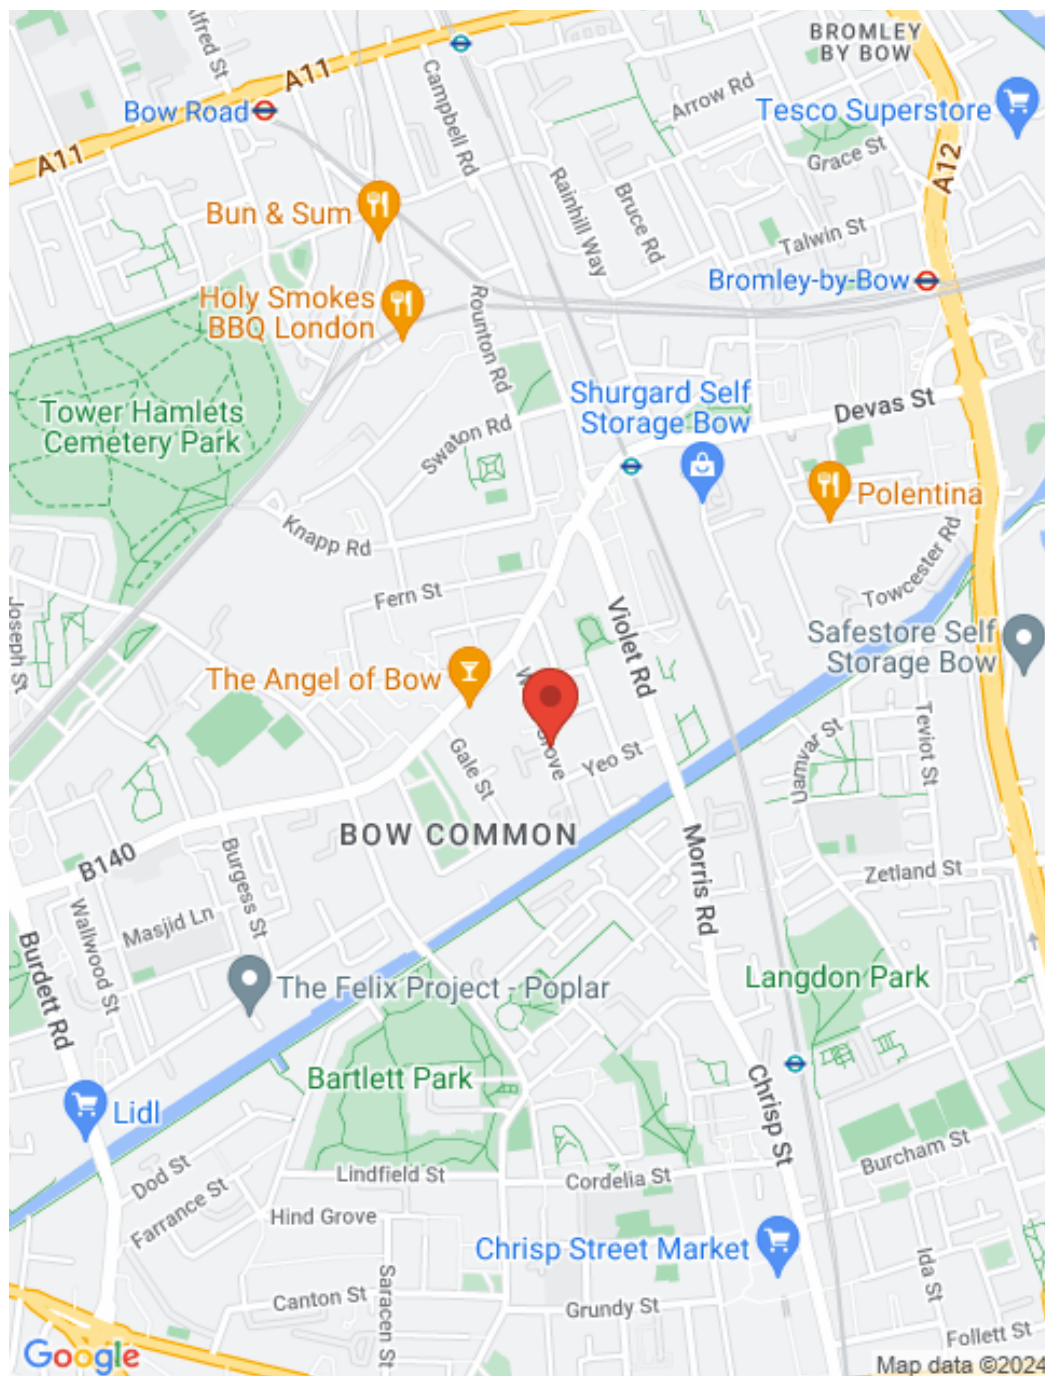 Alfred St
A11
BROMLEY
BY BOW
Campbell Rd
Bow Road
Arrow Rd
Tesco Superstore
A11
Grace St
A12
Rainhill Way
Bruce Rd
Bun & Sum
Talwin St
Bromley-by-Bow
Holy Smokes
BBQ London
Rounton Rd
Tower Hamlets
Cemetery Park
Shurgard Self
Storage Bow
Devas St
Swaton Rd
Polentina
Knapp Rd
Towcester Rd
Fern St
Joseph St
Violet Rd
Safestore Self
Storage Bow
The Angel of Bow
W
Grove
Yeo St
Gale St
Teviot St
Uamvar St
BOW COMMON
B140
Burgess St
Morris Rd
Zetland St
Wallwood St
Masjid Ln
Burdett Rd
The Felix Project - Poplar
Langdon Park
Bartlett Park
Chrisp St
Lidl
Burcham St
Dod St
Lindfield St
Cordelia St
Farrance St
Hind Grove
Chrisp Street Market
Ida St
Saracen St
Canton St
Grundy St
Follett St
Google
Map data ©2024